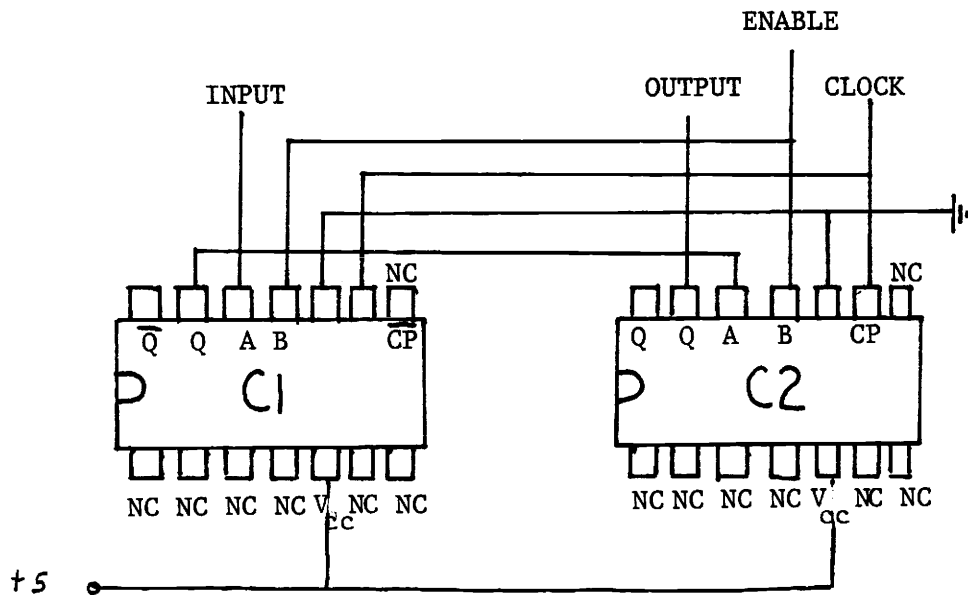 ENABLE
INPUT OUTPUT CLOCK
NC NC
Q̅ Q A B C̅P̅ Q Q A B CP
C1 C2
NC NC NC NC Vcc NC NC NC NC NC NC Vcc NC NC
+5